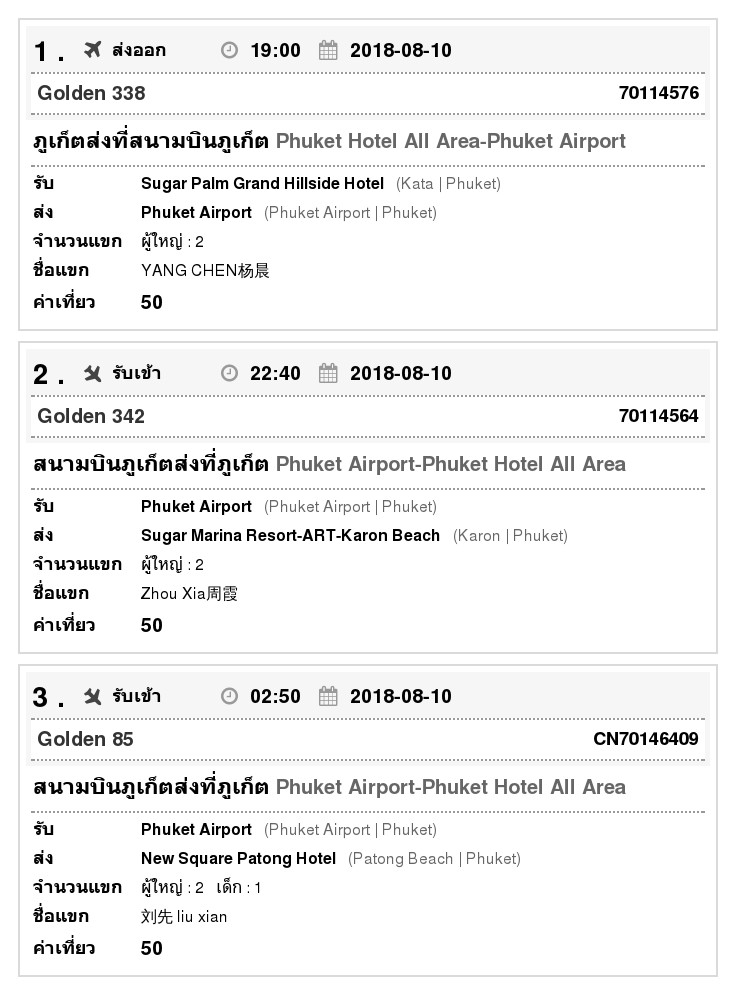 1 . ส่งออก 19:00 2018-08-10
Golden 338 70114576
ภูเก็ตส่งที่สนามบินภูเก็ต Phuket Hotel All Area-Phuket Airport
รับ Sugar Palm Grand Hillside Hotel (Kata | Phuket)
ส่ง Phuket Airport (Phuket Airport | Phuket)
จำนวนแขก ผู้ใหญ่ : 2
ชื่อแขก YANG CHEN杨晨
ค่าเที่ยว 50
2 . รับเข้า 22:40 2018-08-10
Golden 342 70114564
สนามบินภูเก็ตส่งที่ภูเก็ต Phuket Airport-Phuket Hotel All Area
รับ Phuket Airport (Phuket Airport | Phuket)
ส่ง Sugar Marina Resort-ART-Karon Beach (Karon | Phuket)
จำนวนแขก ผู้ใหญ่ : 2
ชื่อแขก Zhou Xia周霞
ค่าเที่ยว 50
3 . รับเข้า 02:50 2018-08-10
Golden 85 CN70146409
สนามบินภูเก็ตส่งที่ภูเก็ต Phuket Airport-Phuket Hotel All Area
รับ Phuket Airport (Phuket Airport | Phuket)
ส่ง New Square Patong Hotel (Patong Beach | Phuket)
จำนวนแขก ผู้ใหญ่ : 2 เด็ก : 1
ชื่อแขก 刘先 liu xian
ค่าเที่ยว 50